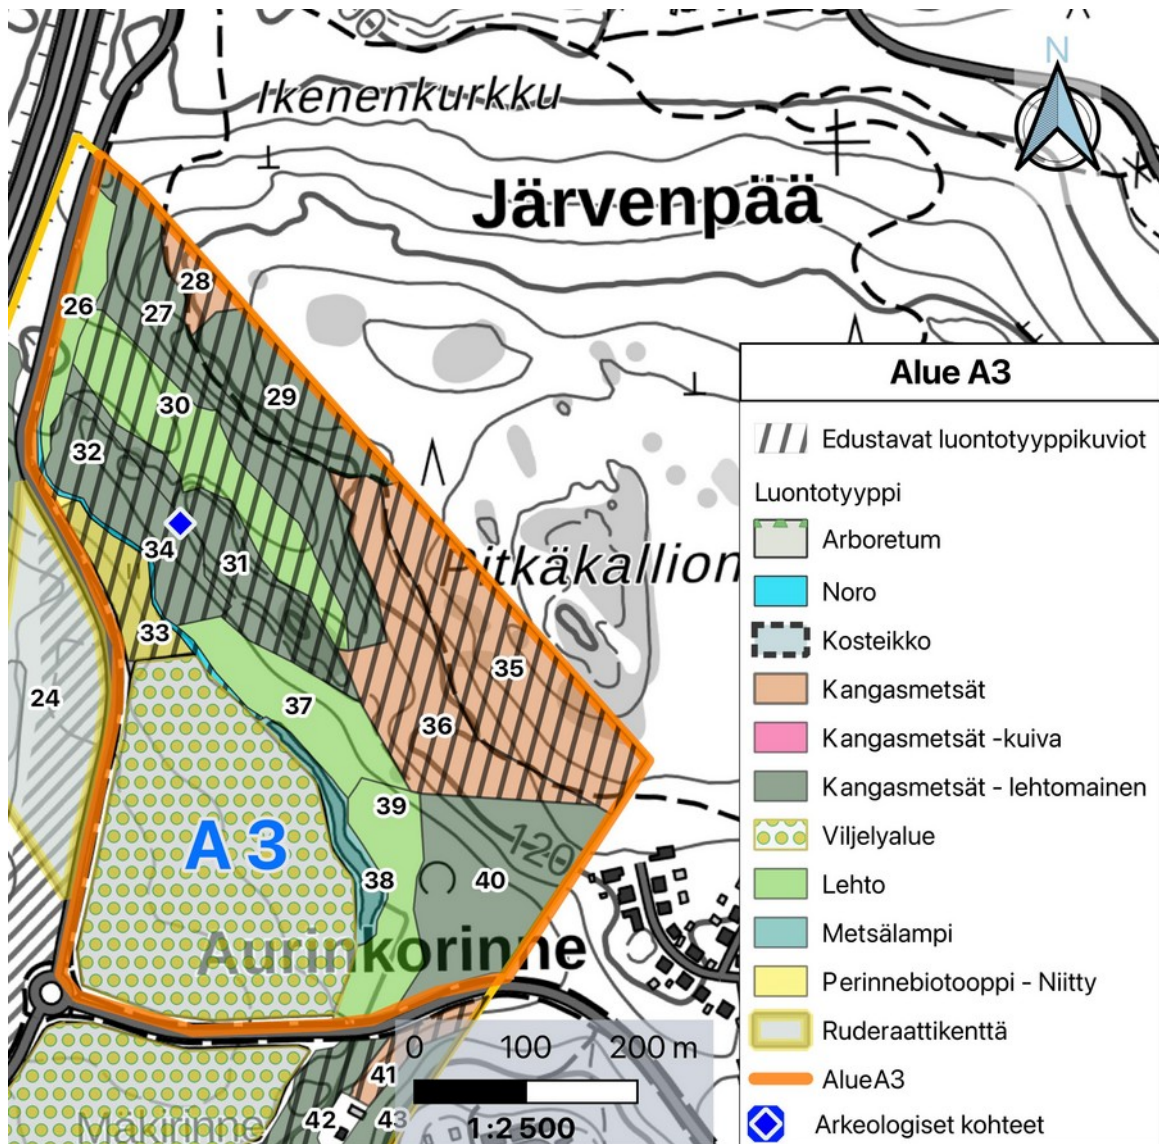 N
Ikenenkurkku
Järvenpää
28
26
27
29
30
32
34
31
Pitkäkallion
33
35
24
37
36
39
A 3
120
38
40
Aurinkorinne
0 100 200 m
1:2 500
41
42
43
Mäkirinne
Alue A3
Edustavat luontotyyppikuviot
Luontotyyppi
Arboretum
Noro
Kosteikko
Kangasmetsät
Kangasmetsät -kuiva
Kangasmetsät - lehtomainen
Viljelyalue
Lehto
Metsälampi
Perinnebiotooppi - Niitty
Ruderaattikenttä
AlueA3
Arkeologiset kohteet